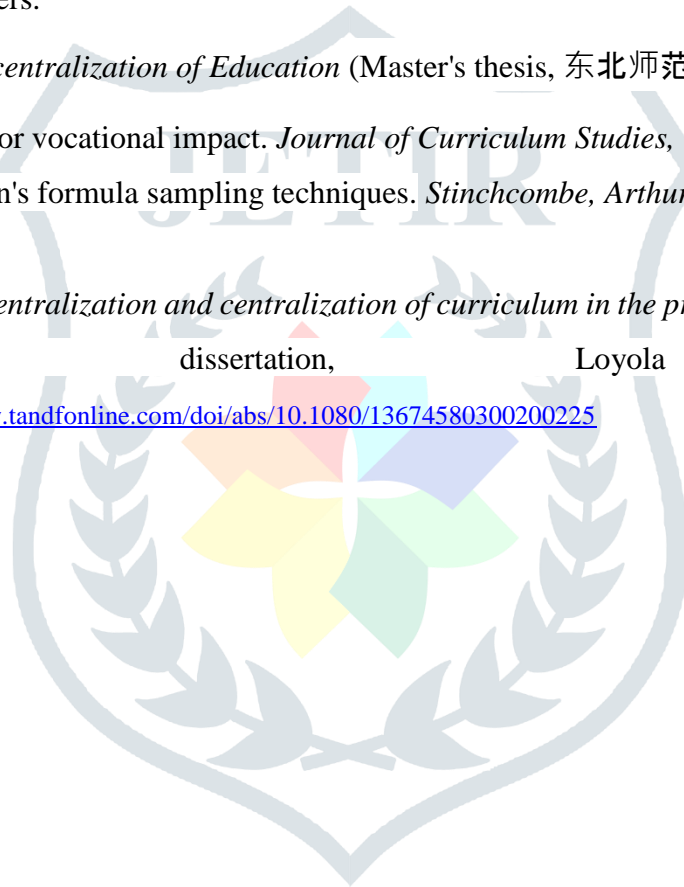 ers.
centralization of Education (Master's thesis, 东北师范
or vocational impact. Journal of Curriculum Studies,
n's formula sampling techniques. Stinchcombe, Arthur
JETIR
entralization and centralization of curriculum in the p
dissertation, Loyola
.tandfonline.com/doi/abs/10.1080/13674580300200225